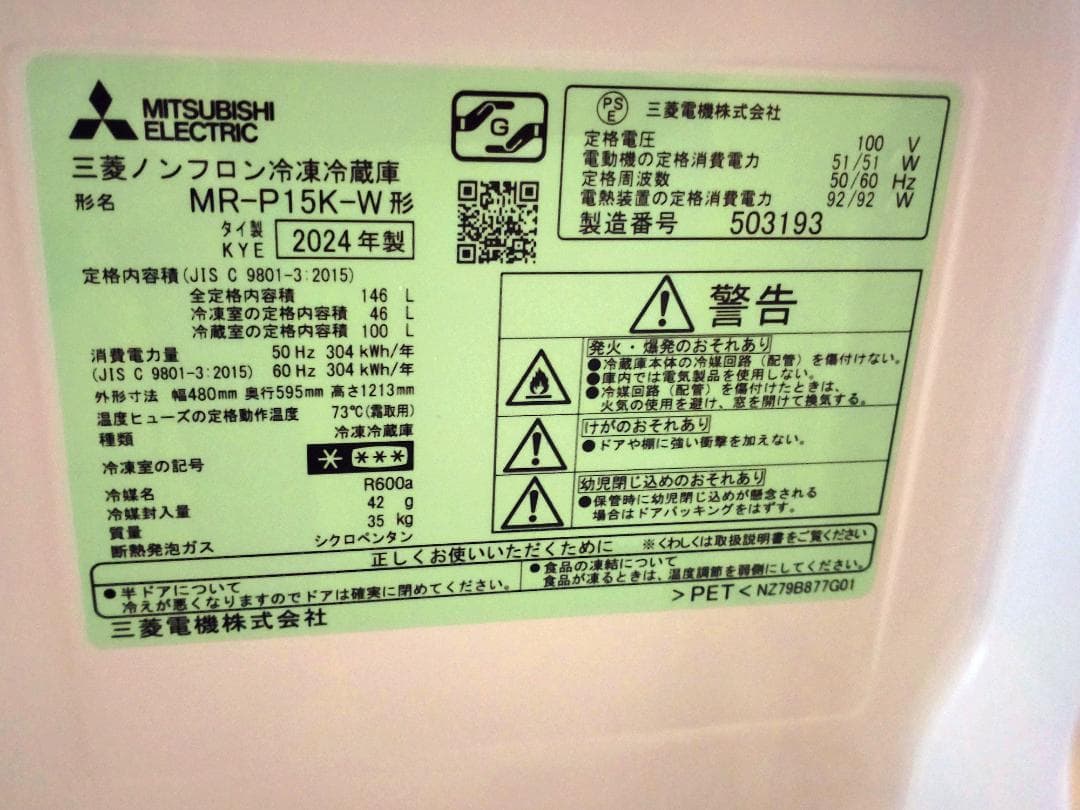 MITSUBISHI
ELECTRIC
三菱ノンフロン冷凍冷蔵庫
形名 MR-P15K-W形
タイ製
KYE 2024年製
定格内容積(JIS C 9801-3:2015)
全定格内容積 146 L
冷凍室の定格内容積 46 L
冷蔵室の定格内容積 100 L
消費電力量 50 Hz 304 kWh/年
(JIS C 9801-3:2015) 60 Hz 304 kWh/年
外形寸法 幅480mm 奥行595mm 高さ1213mm
温度ヒューズの定格動作温度 73℃(霜取用)
種類 冷凍冷蔵庫
冷凍室の記号 * ***
冷媒名 R600a
冷媒封入量 42 g
質量 35 kg
断熱発泡ガス シクロペンタン
G
PS
E
三菱電機株式会社
定格電圧 100 V
電動機の定格消費電力 51/51 W
定格周波数 50/60 Hz
電熱装置の定格消費電力 92/92 W
製造番号 503193
警告
発火・爆発のおそれあり
●冷蔵庫本体の冷媒回路(配管)を傷付けない。
●庫内では電気製品を使用しない。
●冷媒回路(配管)を傷付けたときは、
火気の使用を避け、窓を開けて換気する。
けがのおそれあり
●ドアや棚に強い衝撃を加えない。
幼児閉じ込めのおそれあり
●保管時に幼児閉じ込めが懸念される
場合はドアパッキングをはずす。
正しくお使いいただくために ※くわしくは取扱説明書をご覧ください
●半ドアについて
冷えが悪くなりますのでドアは確実に閉めてください。
●食品の凍結について
食品が凍るときは、温度調節を弱側にしてください。
三菱電機株式会社
>PET< NZ79B877G01